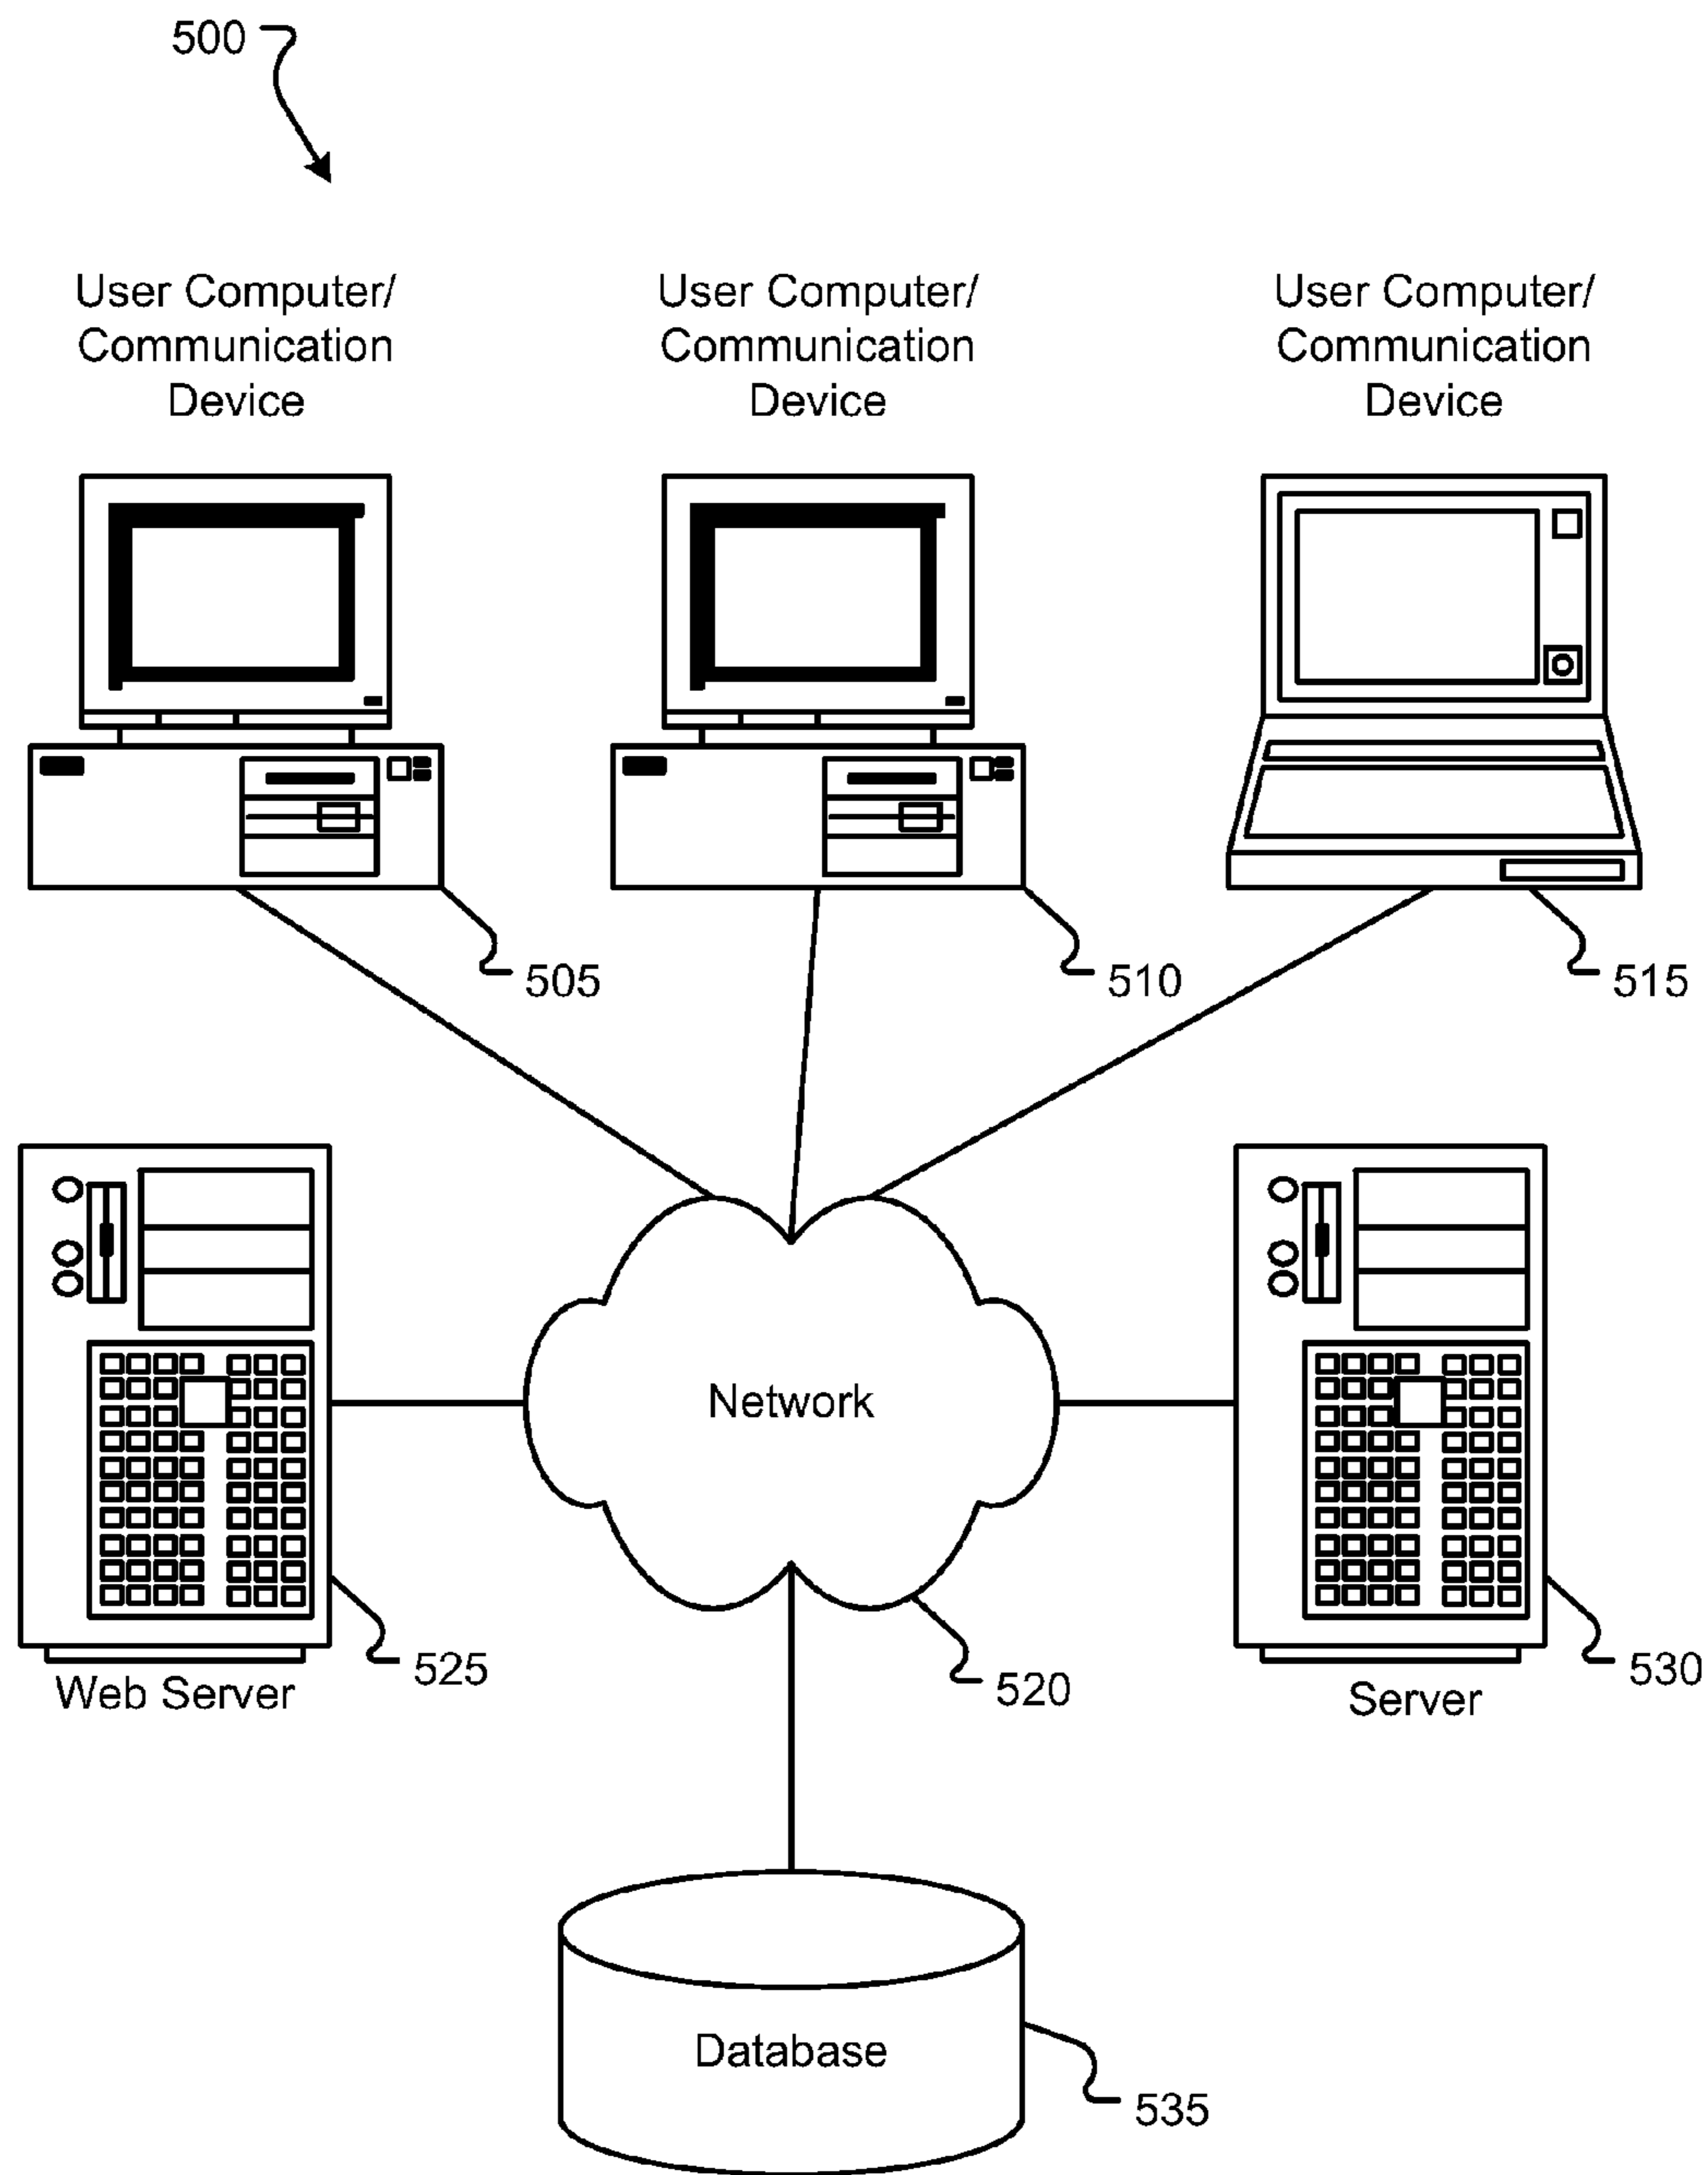 500
User Computer/
Communication
Device
User Computer/
Communication
Device
User Computer/
Communication
Device
505
510
515
Network
525
520
530
Web Server
Server
Database
535